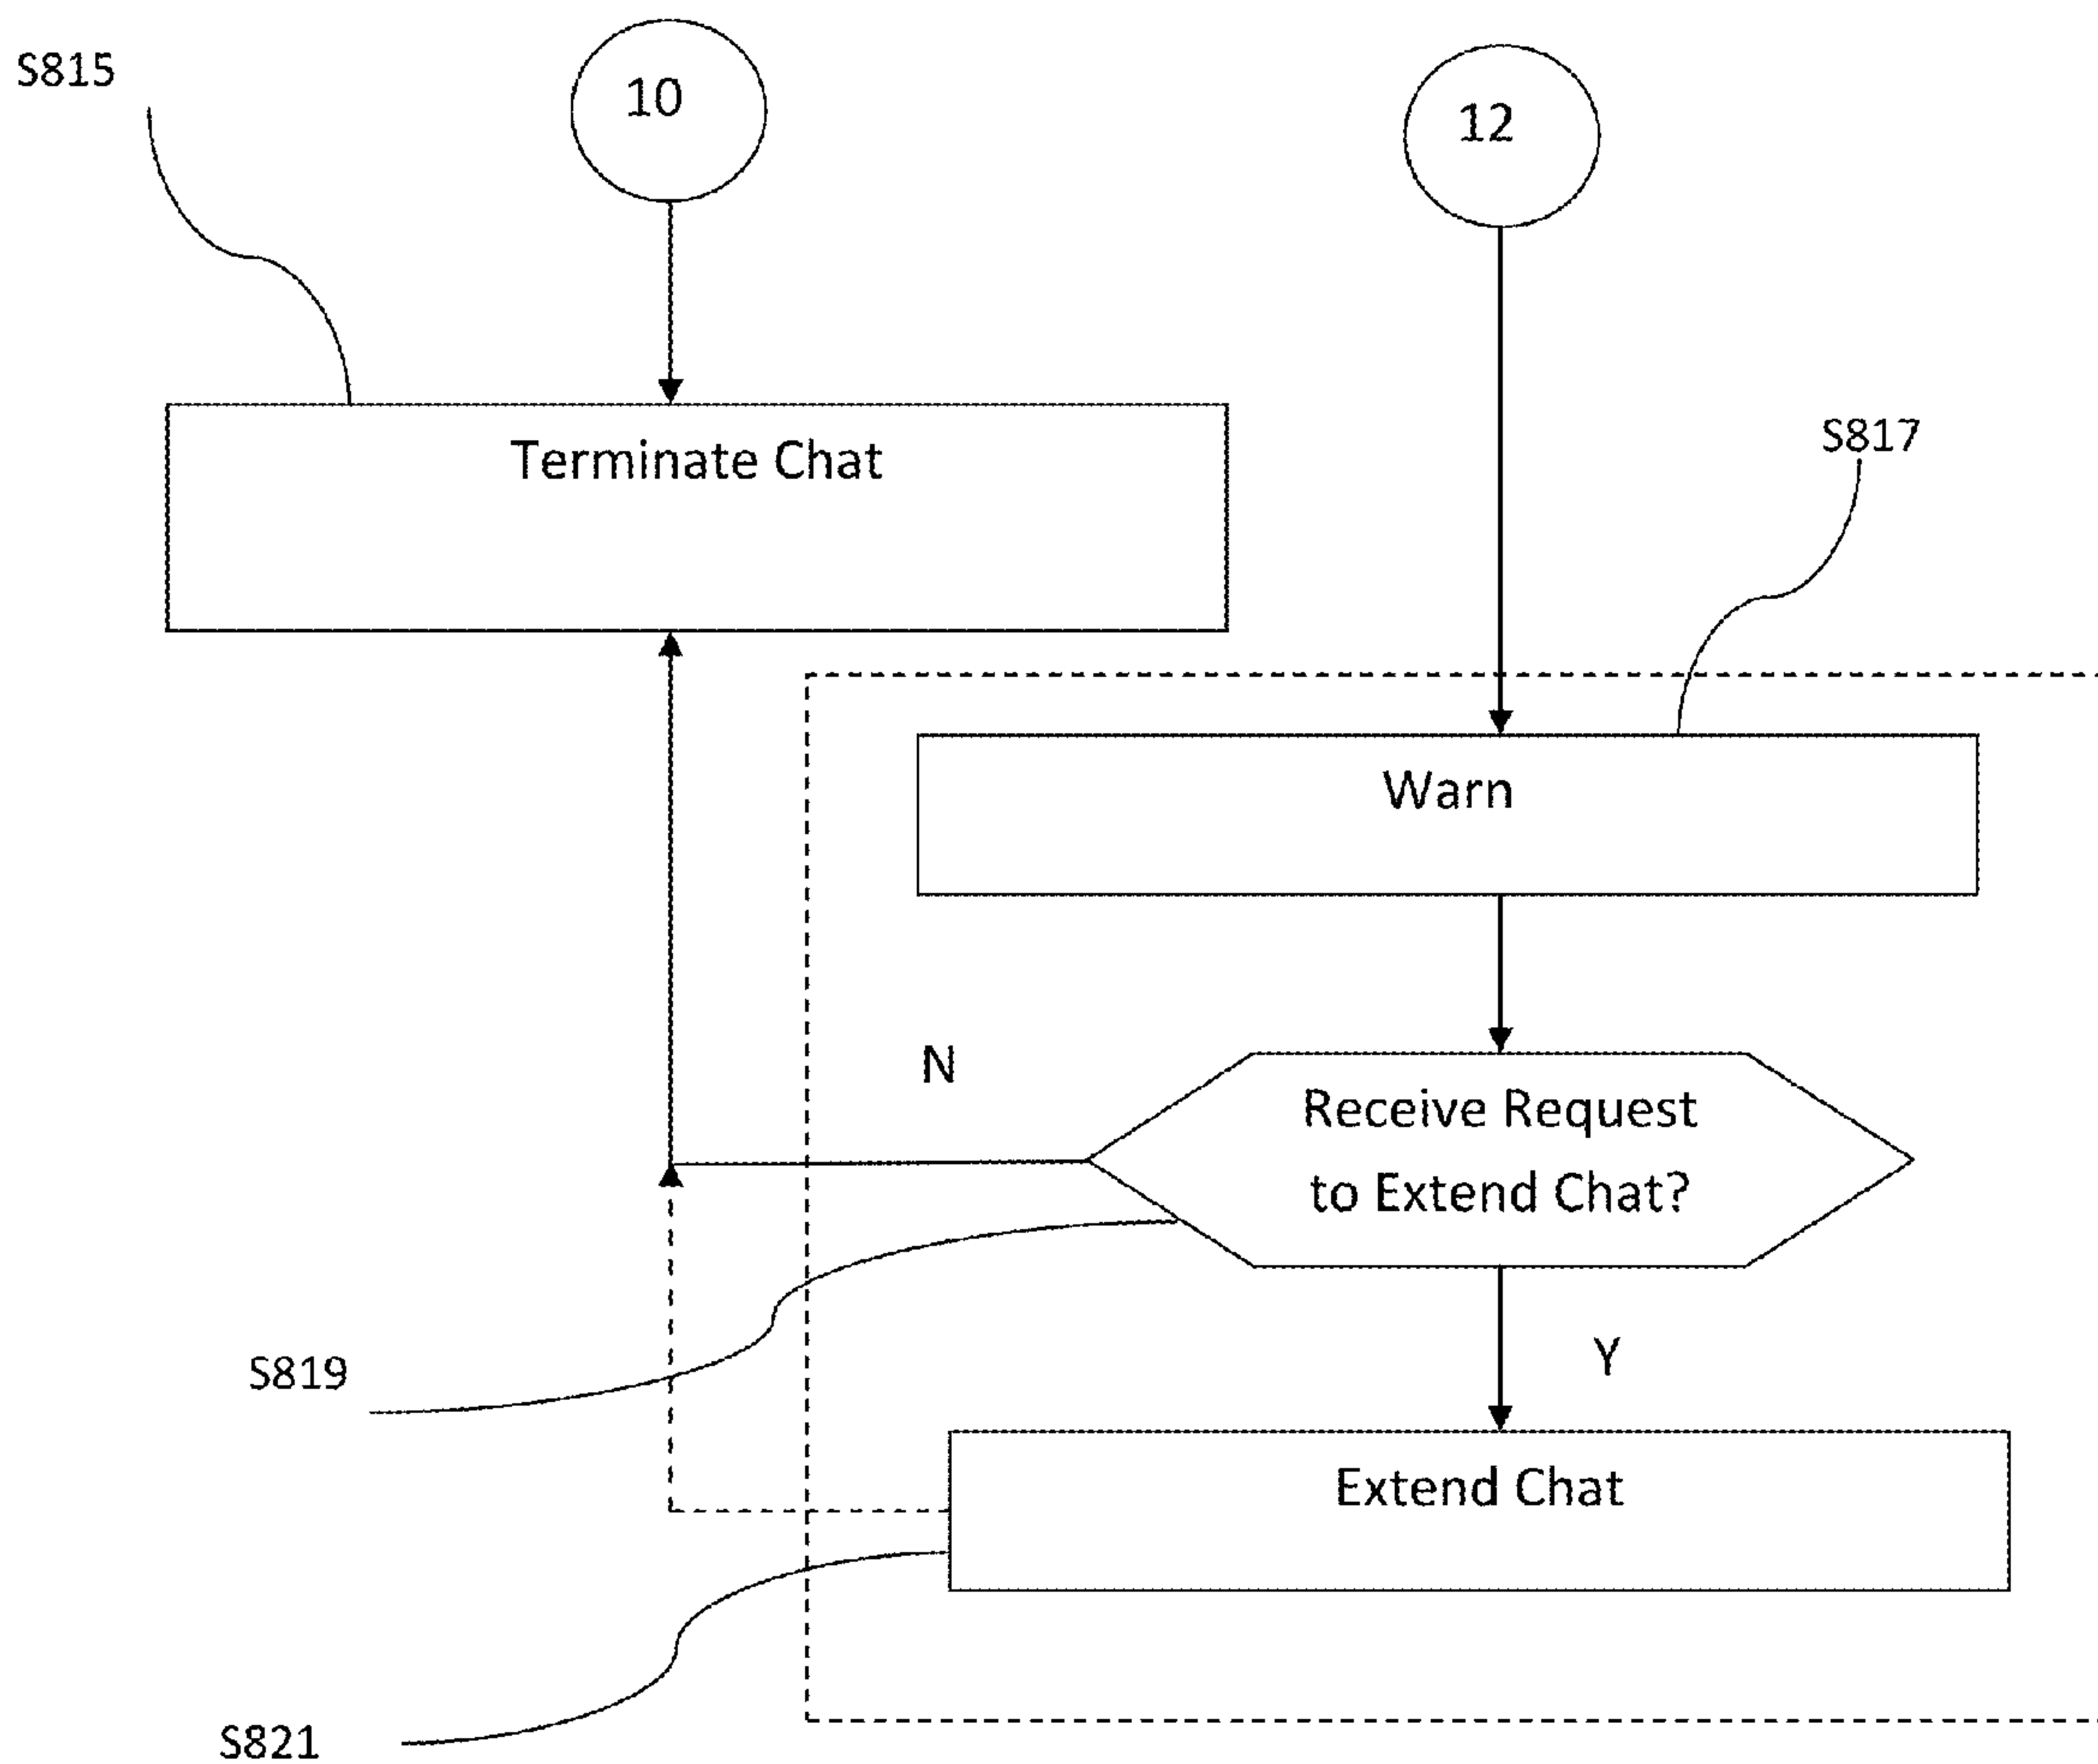 S815
10
12
Terminate Chat
S817
Warn
N
Receive Request
to Extend Chat?
Y
S819
Extend Chat
S821